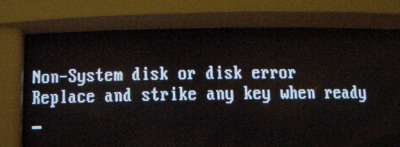 Non-System disk or disk error
Replace and strike any key when ready